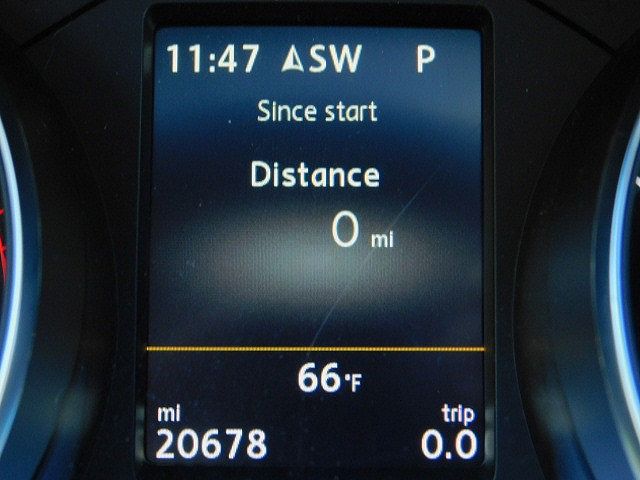 11:47 SW P
Since start
Distance
0 mi
66°F
mi trip
20678 0.0